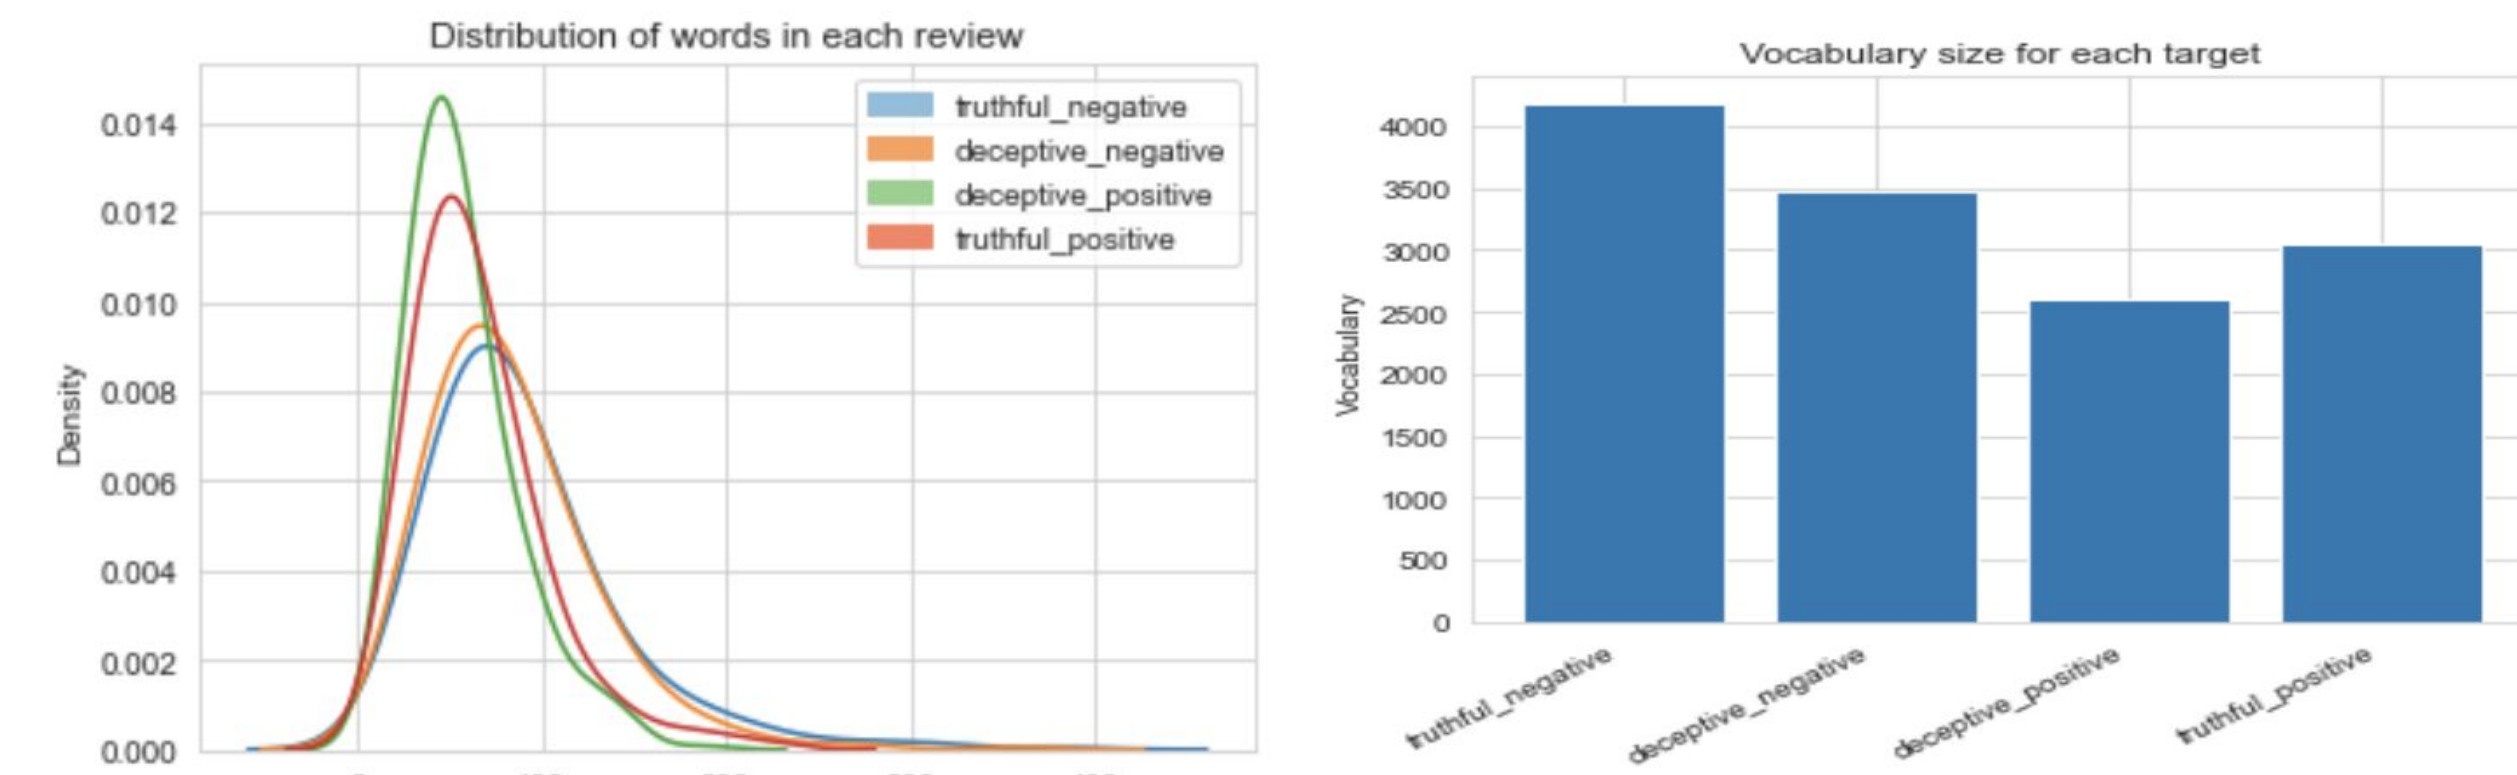 Distribution of words in each review
truthful_negative
deceptive_negative
deceptive_positive
truthful_positive
0.014
0.012
0.010
0.008
0.006
0.004
0.002
0.000
Density
Vocabulary size for each target
4000
3500
3000
2500
2000
1500
1000
500
0
Vocabulary
truthful_negative
deceptive_negative
deceptive_positive
truthful_positive